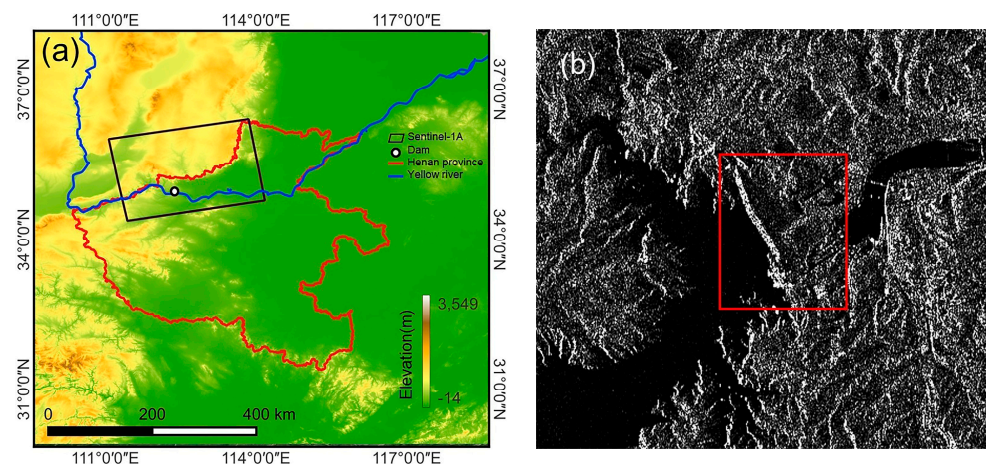 111°0′0″E 114°0′0″E 117°0′0″E
(a)
(b)
37°0′0″N
37°0′0″N
Sentinel-1A
Dam
Henan province
Yellow river
34°0′0″N
34°0′0″N
3,549
Elevation(m)
-14
31°0′0″N
31°0′0″N
0 200 400 km
111°0′0″E 114°0′0″E 117°0′0″E